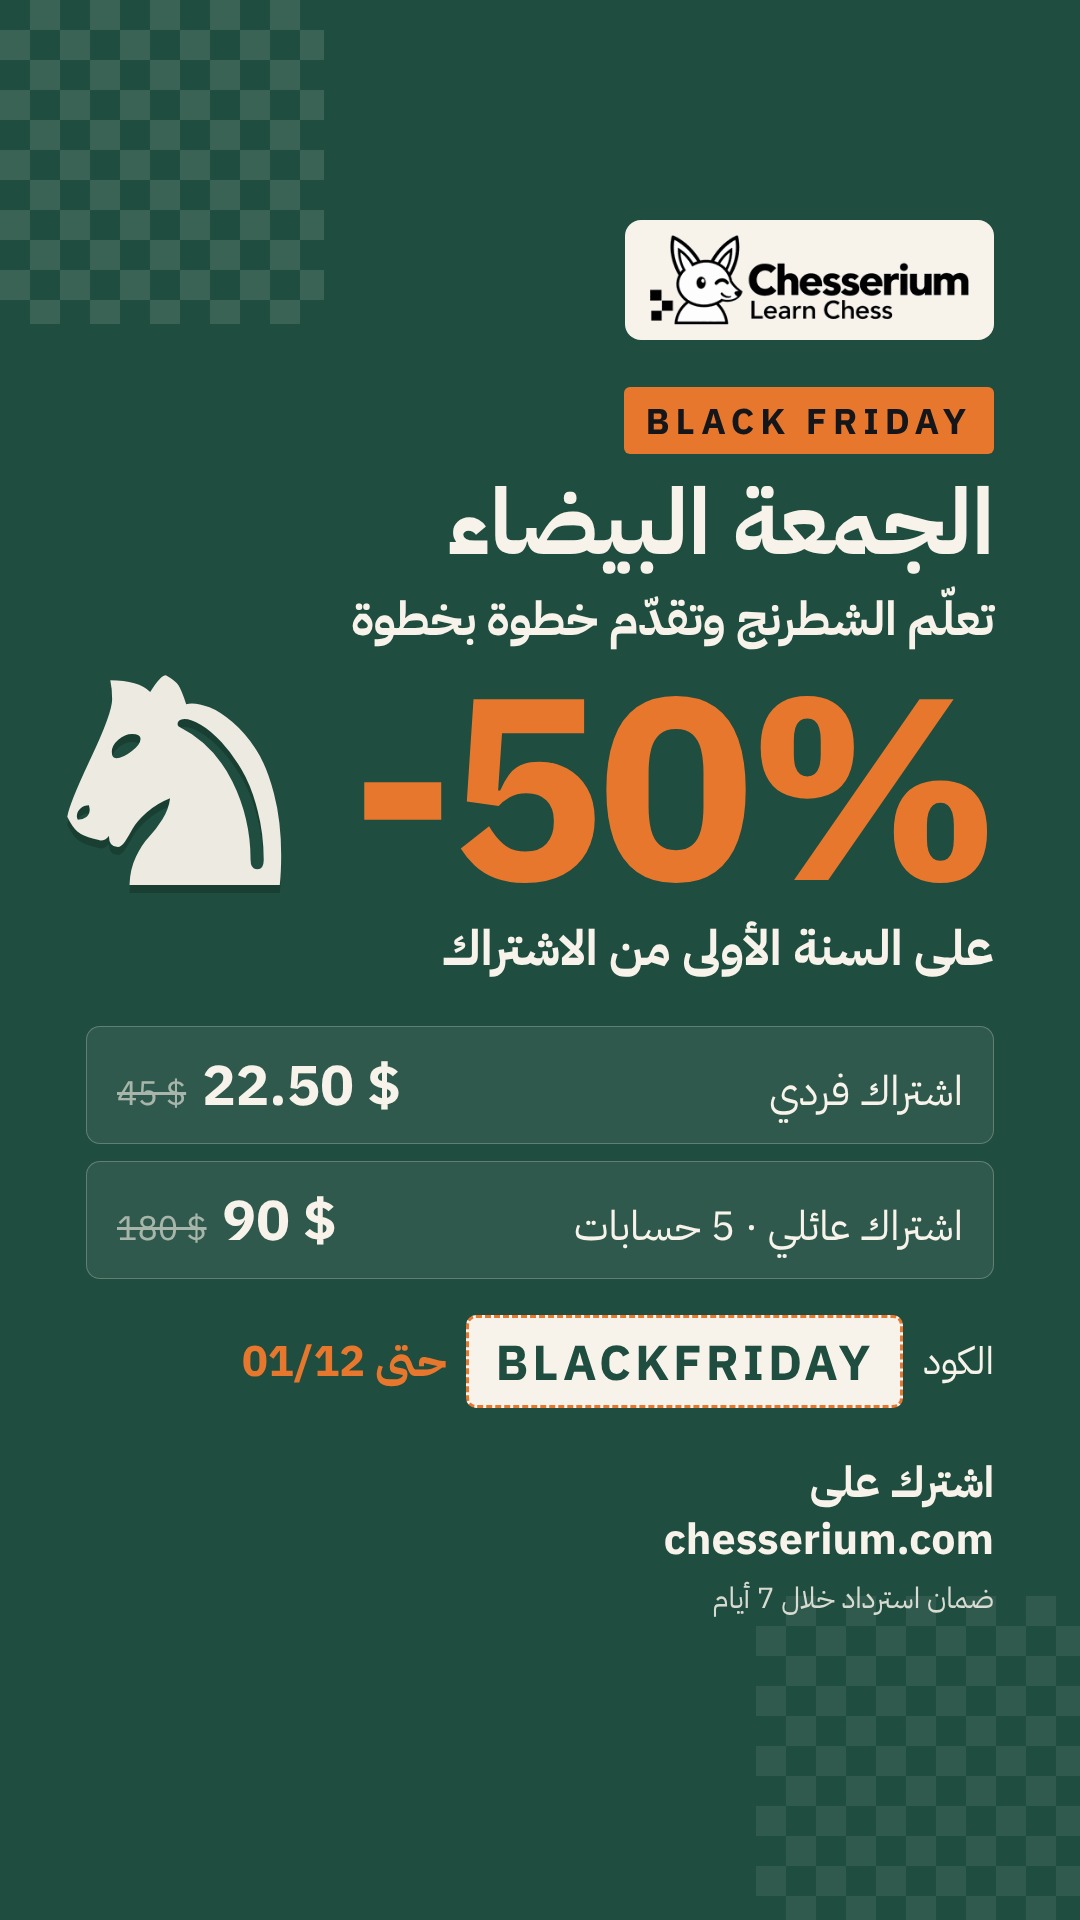 Chesserium
Learn Chess
BLACK FRIDAY
الجمعة البيضاء
تعلّم الشطرنج وتقدّم خطوة بخطوة
-50%
على السنة الأولى من الاشتراك
اشتراك فردي 22.50 $ 45 $
اشتراك عائلي · 5 حسابات 90 $ 180 $
الكود BLACKFRIDAY حتى 01/12
اشترك على
chesserium.com
ضمان استرداد خلال 7 أيام